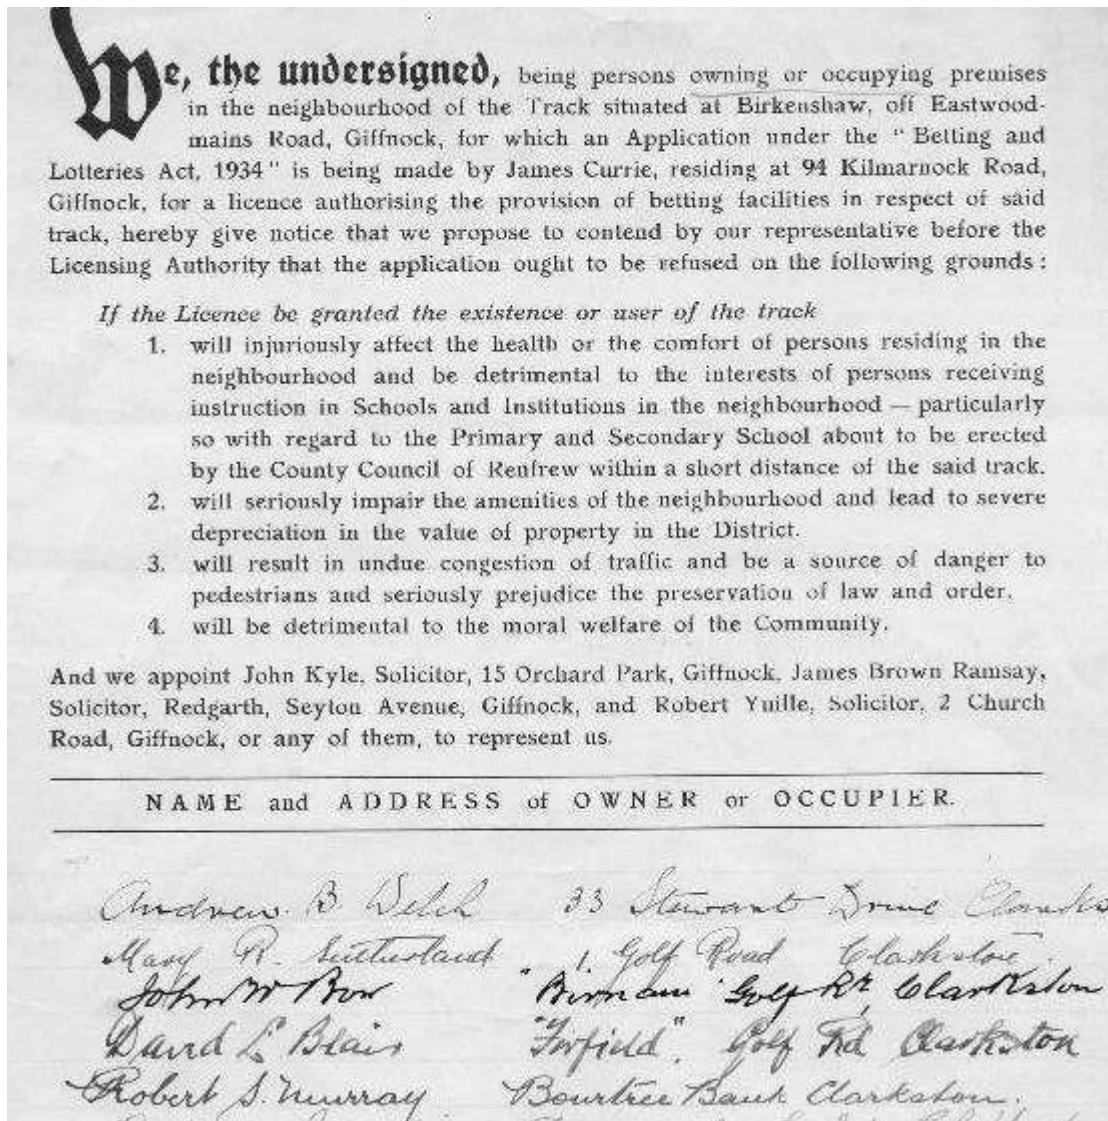 We, the undersigned, being persons owning or occupying premises
in the neighbourhood of the Track situated at Birkenshaw, off Eastwood-
mains Road, Giffnock, for which an Application under the "Betting and
Lotteries Act, 1934" is being made by James Currie, residing at 94 Kilmarnock Road,
Giffnock, for a licence authorising the provision of betting facilities in respect of said
track, hereby give notice that we propose to contend by our representative before the
Licensing Authority that the application ought to be refused on the following grounds:
If the Licence be granted the existence or user of the track
1. will injuriously affect the health or the comfort of persons residing in the
neighbourhood and be detrimental to the interests of persons receiving
instruction in Schools and Institutions in the neighbourhood — particularly
so with regard to the Primary and Secondary School about to be erected
by the County Council of Renfrew within a short distance of the said track.
2. will seriously impair the amenities of the neighbourhood and lead to severe
depreciation in the value of property in the District.
3. will result in undue congestion of traffic and be a source of danger to
pedestrians and seriously prejudice the preservation of law and order.
4. will be detrimental to the moral welfare of the Community.
And we appoint John Kyle, Solicitor, 15 Orchard Park, Giffnock, James Brown Ramsay,
Solicitor, Redgarth, Seyton Avenue, Giffnock, and Robert Yuille, Solicitor, 2 Church
Road, Giffnock, or any of them, to represent us.
NAME and ADDRESS of OWNER or OCCUPIER.
Andrew B Welch 33 Stewart Drive
Mary R. Sutherland 1. Golf Road Clarkston.
John W Bow "Birnam" Golf Rd Clarkston
David L Blair "Firfield". Golf Rd Clarkston
Robert S. Murray Bourtree Bank Clarkston.